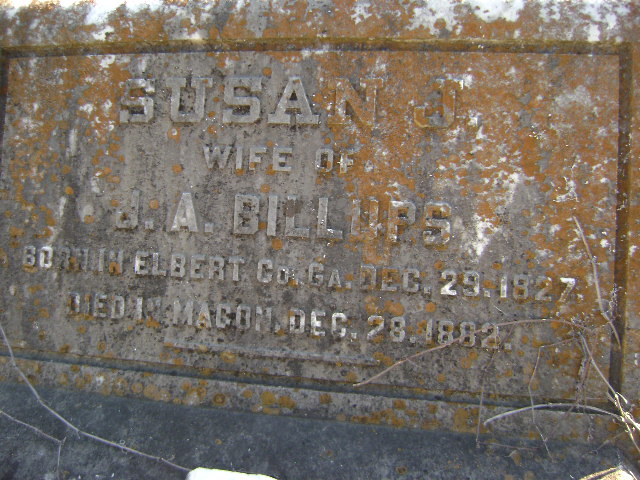 SUSAN J.
WIFE OF
J. A. BILLUPS
BORN IN ELBERT CO. GA. DEC. 29. 1827.
DIED IN MACON, DEC. 28. 1882.